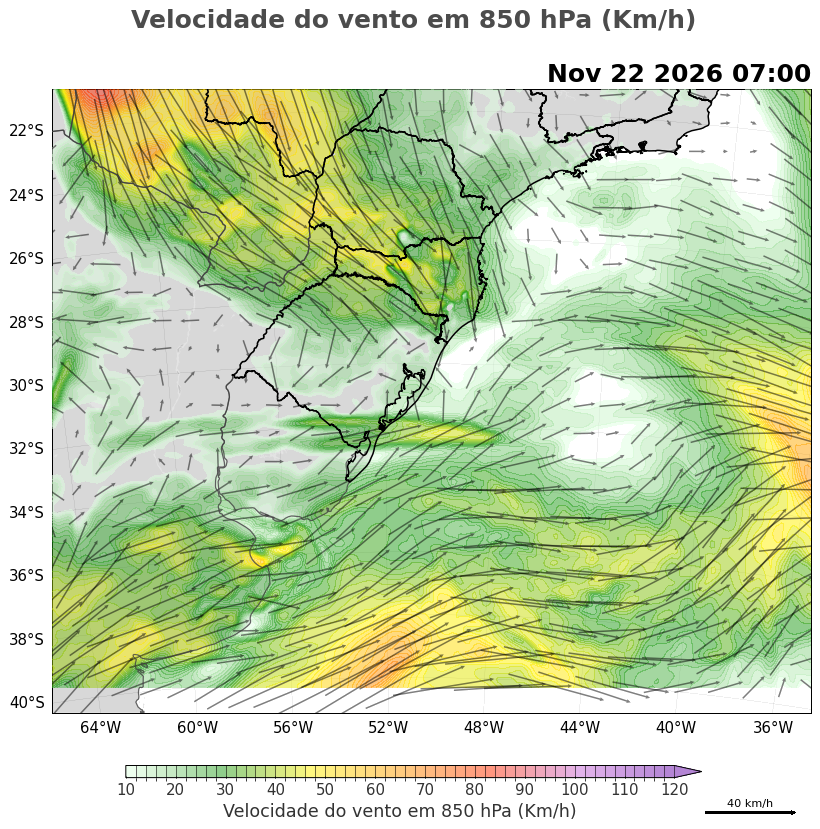 Velocidade do vento em 850 hPa (Km/h)
Nov 22 2026 07:00
22°S
24°S
26°S
28°S
30°S
32°S
34°S
36°S
38°S
40°S
64°W 60°W 56°W 52°W 48°W 44°W 40°W 36°W
10 20 30 40 50 60 70 80 90 100 110 120
Velocidade do vento em 850 hPa (Km/h)
40 km/h